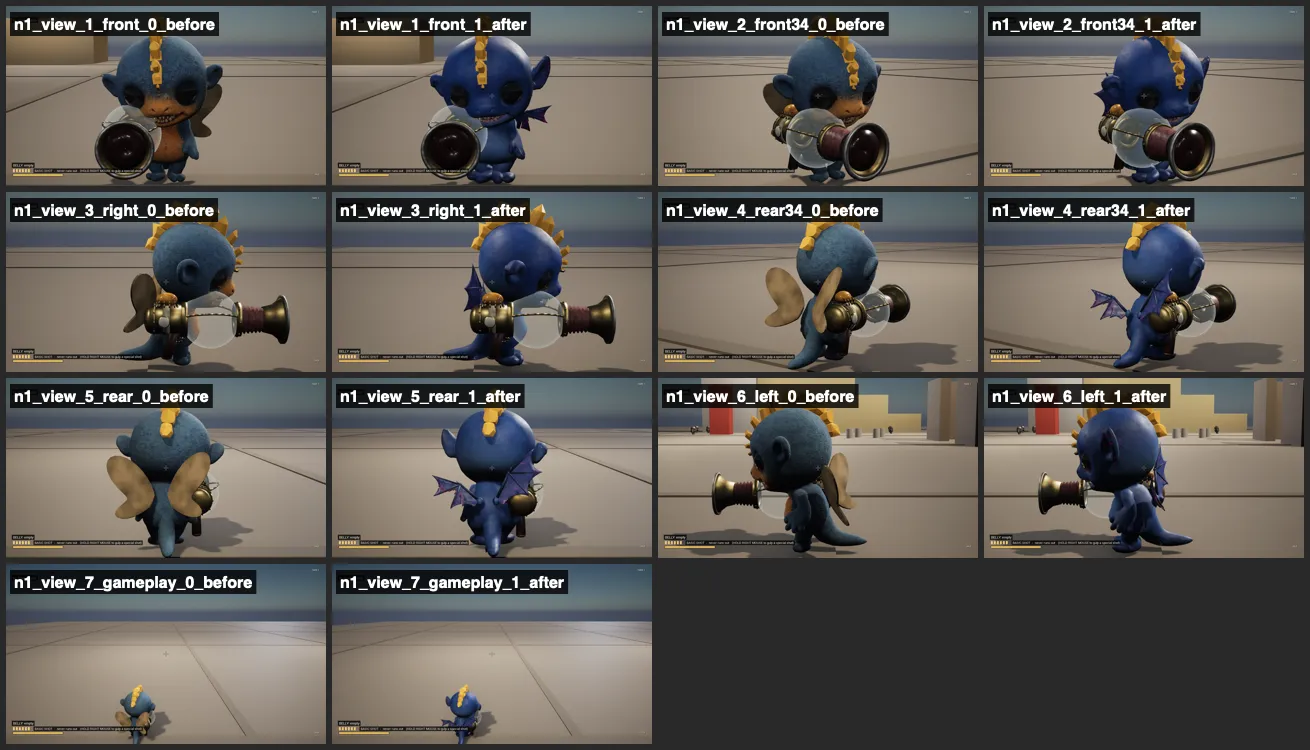 n1_view_1_front_0_before
n1_view_1_front_1_after
n1_view_2_front34_0_before
n1_view_2_front34_1_after
n1_view_3_right_0_before
n1_view_3_right_1_after
n1_view_4_rear34_0_before
n1_view_4_rear34_1_after
n1_view_5_rear_0_before
n1_view_5_rear_1_after
n1_view_6_left_0_before
n1_view_6_left_1_after
n1_view_7_gameplay_0_before
n1_view_7_gameplay_1_after